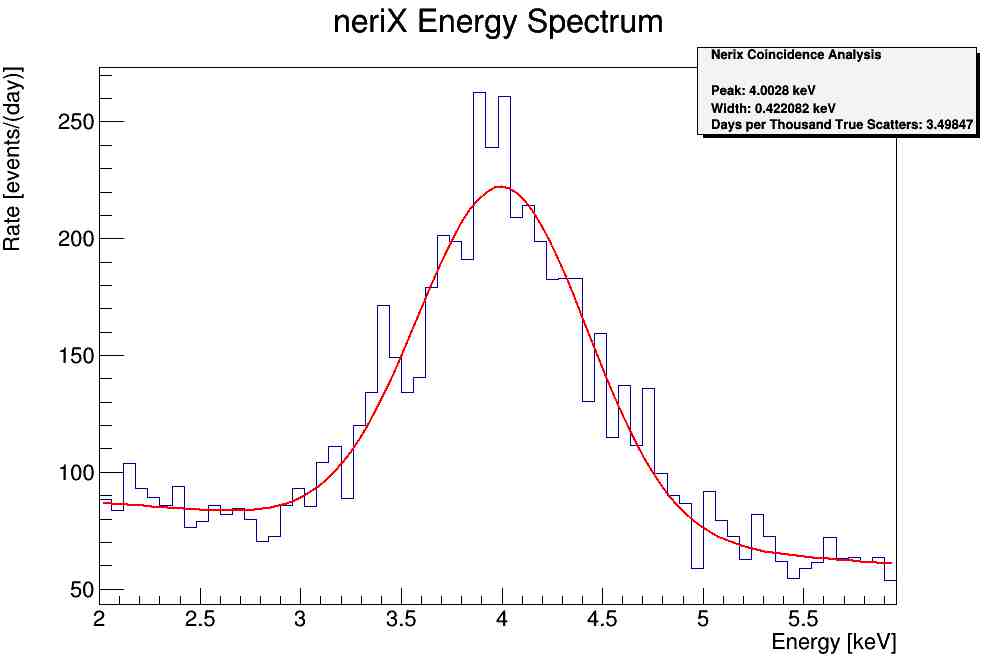 neriX Energy Spectrum
Nerix Coincidence Analysis
Peak: 4.0028 keV
Width: 0.422082 keV
Days per Thousand True Scatters: 3.49847
Rate [events/(day)]
250
200
150
100
50
2 2.5 3 3.5 4 4.5 5 5.5
Energy [keV]